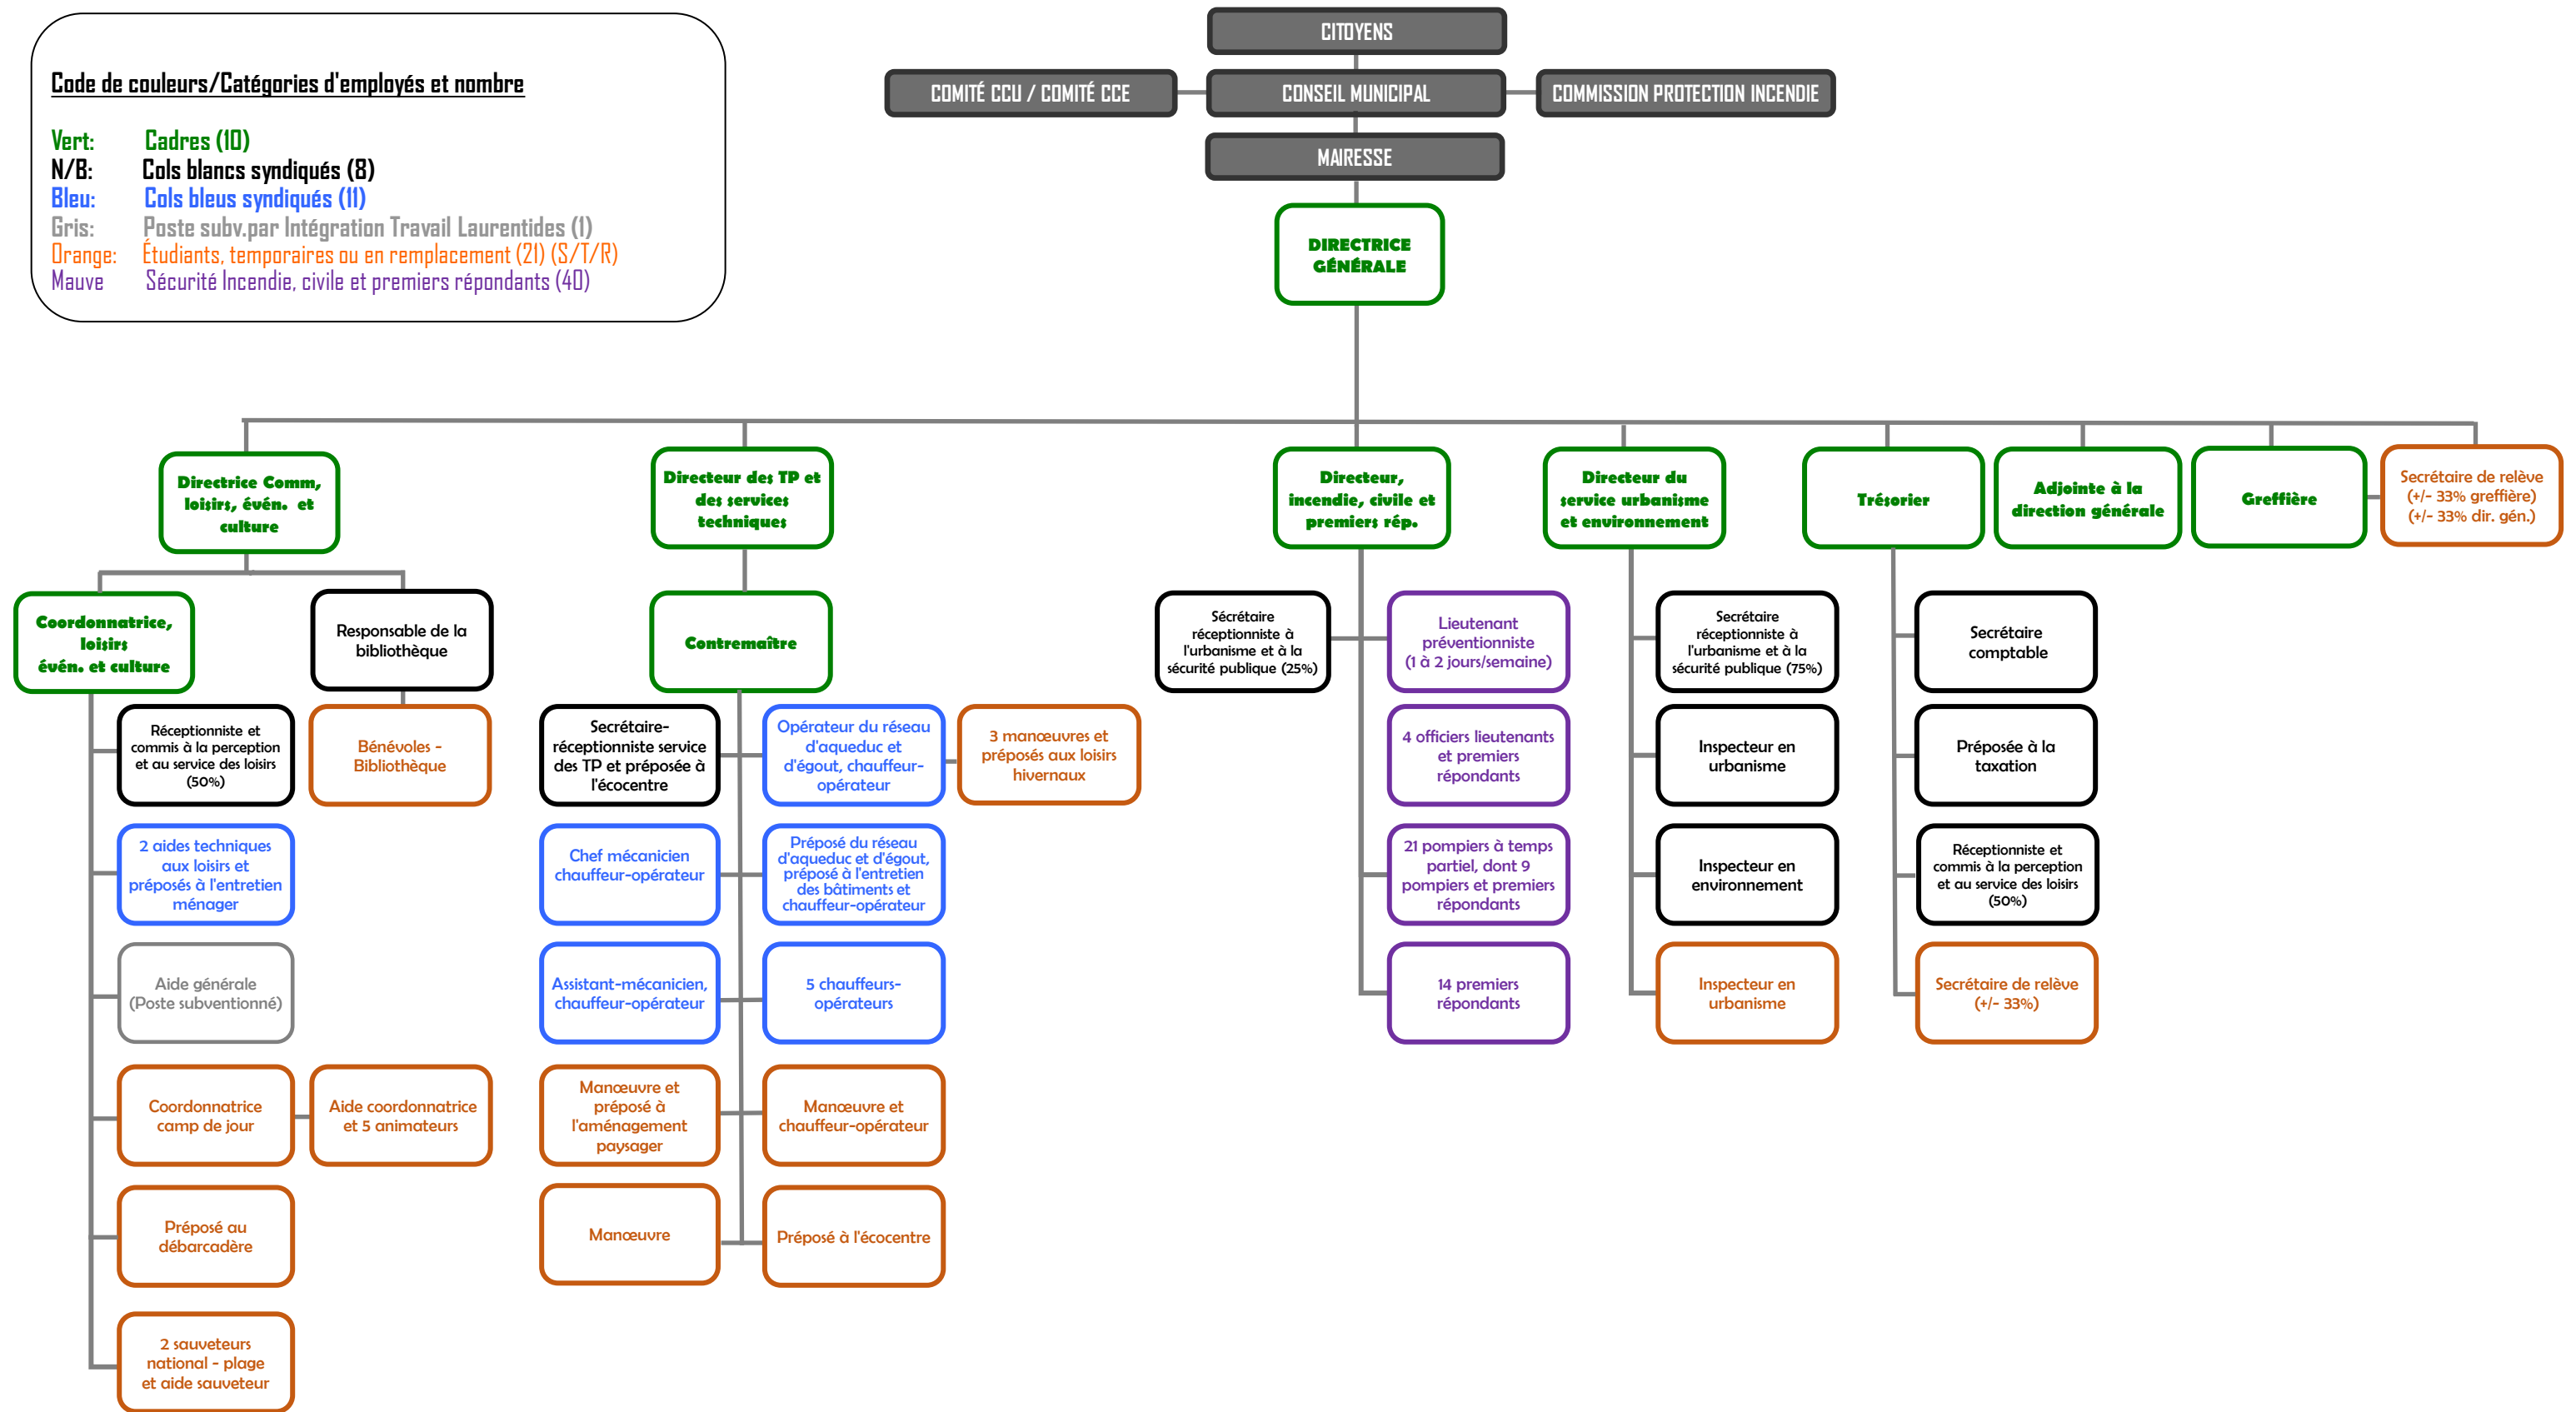 Code de couleurs/Catégories d'employés et nombre
Vert: Cadres (10)
N/B: Cols blancs syndiqués (8)
Bleu: Cols bleus syndiqués (11)
Gris: Poste subv.par Intégration Travail Laurentides (1)
Orange: Étudiants, temporaires ou en remplacement (21) (S/T/R)
Mauve Sécurité Incendie, civile et premiers répondants (40)
CITOYENS
COMITÉ CCU / COMITÉ CCE
CONSEIL MUNICIPAL
COMMISSION PROTECTION INCENDIE
MAIRESSE
DIRECTRICE
GÉNÉRALE
Directrice Comm,
loisirs, évén. et
culture
Directeur des TP et
des services
techniques
Directeur,
incendie, civile et
premiers rép.
Directeur du
service urbanisme
et environnement
Trésorier
Adjointe à la
direction générale
Greffière
Secrétaire de relève
(+/- 33% greffière)
(+/- 33% dir. gén.)
Coordonnatrice,
loisirs
évén. et culture
Responsable de la
bibliothèque
Réceptionniste et
commis à la perception
et au service des loisirs
(50%)
Bénévoles -
Bibliothèque
2 aides techniques
aux loisirs et
préposés à l'entretien
ménager
Aide générale
(Poste subventionné)
Coordonnatrice
camp de jour
Aide coordonnatrice
et 5 animateurs
Préposé au
débarcadère
2 sauveteurs
national - plage
et aide sauveteur
Contremaître
Secrétaire-
réceptionniste service
des TP et préposée à
l'écocentre
Opérateur du réseau
d'aqueduc et
d'égout, chauffeur-
opérateur
3 manœuvres et
préposés aux loisirs
hivernaux
Chef mécanicien
chauffeur-opérateur
Préposé du réseau
d'aqueduc et d'égout,
préposé à l'entretien
des bâtiments et
chauffeur-opérateur
Assistant-mécanicien,
chauffeur-opérateur
5 chauffeurs-
opérateurs
Manœuvre et
préposé à
l'aménagement
paysager
Manœuvre et
chauffeur-opérateur
Manœuvre
Préposé à l'écocentre
Sécrétaire
réceptionniste à
l'urbanisme et à la
sécurité publique (25%)
Lieutenant
préventionniste
(1 à 2 jours/semaine)
4 officiers lieutenants
et premiers
répondants
21 pompiers à temps
partiel, dont 9
pompiers et premiers
répondants
14 premiers
répondants
Secrétaire
réceptionniste à
l'urbanisme et à la
sécurité publique (75%)
Inspecteur en
urbanisme
Inspecteur en
environnement
Inspecteur en
urbanisme
Secrétaire
comptable
Préposée à la
taxation
Réceptionniste et
commis à la perception
et au service des loisirs
(50%)
Secrétaire de relève
(+/- 33%)